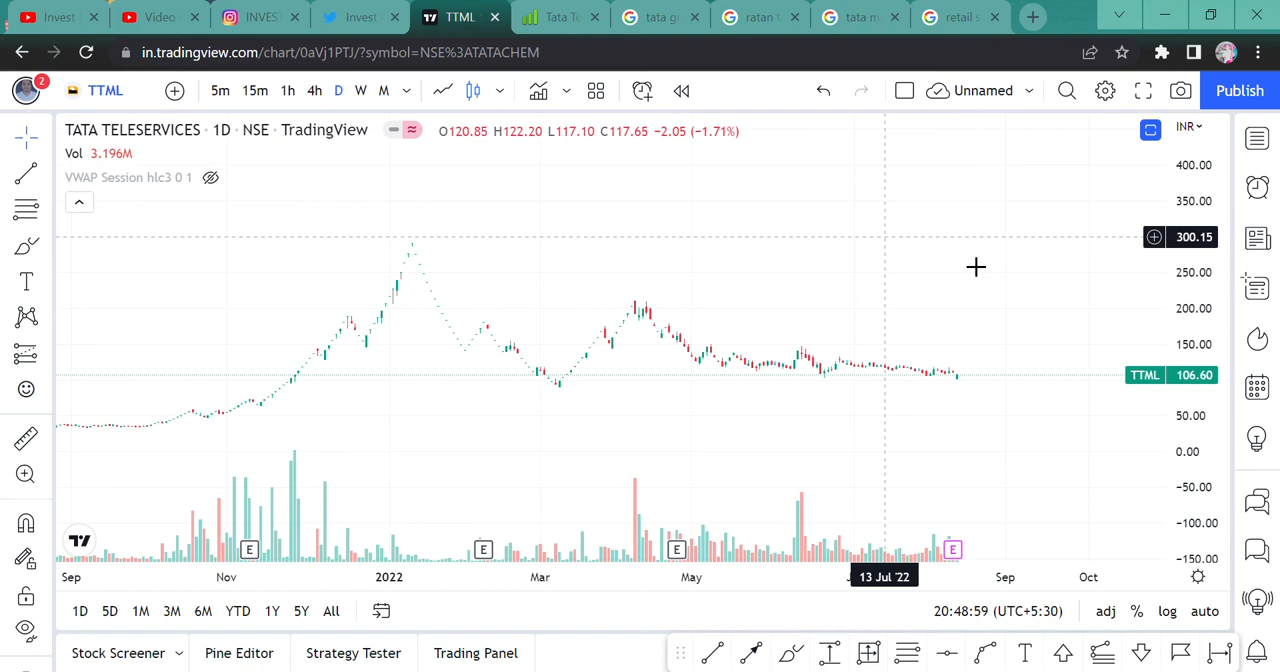 Invest
Video
INVEST
Invest
TTML
Tata Te
tata gr
ratan t
tata m
retail s
in.tradingview.com/chart/0aVj1PTJ/?symbol=NSE%3ATATACHEM
2
TTML
5m 15m 1h 4h D W M
Unnamed
Publish
TATA TELESERVICES · 1D · NSE · TradingView
O120.85 H122.20 L117.10 C117.65 −2.05 (−1.71%)
INR
Vol 3.196M
VWAP Session hlc3 0 1
400.00
350.00
300.15
250.00
200.00
150.00
TTML 106.60
50.00
0.00
−50.00
−100.00
−150.00
E E E E
Sep Nov 2022 Mar May 13 Jul '22 Sep Oct
1D 5D 1M 3M 6M YTD 1Y 5Y All
20:48:59 (UTC+5:30) adj % log auto
Stock Screener Pine Editor Strategy Tester Trading Panel